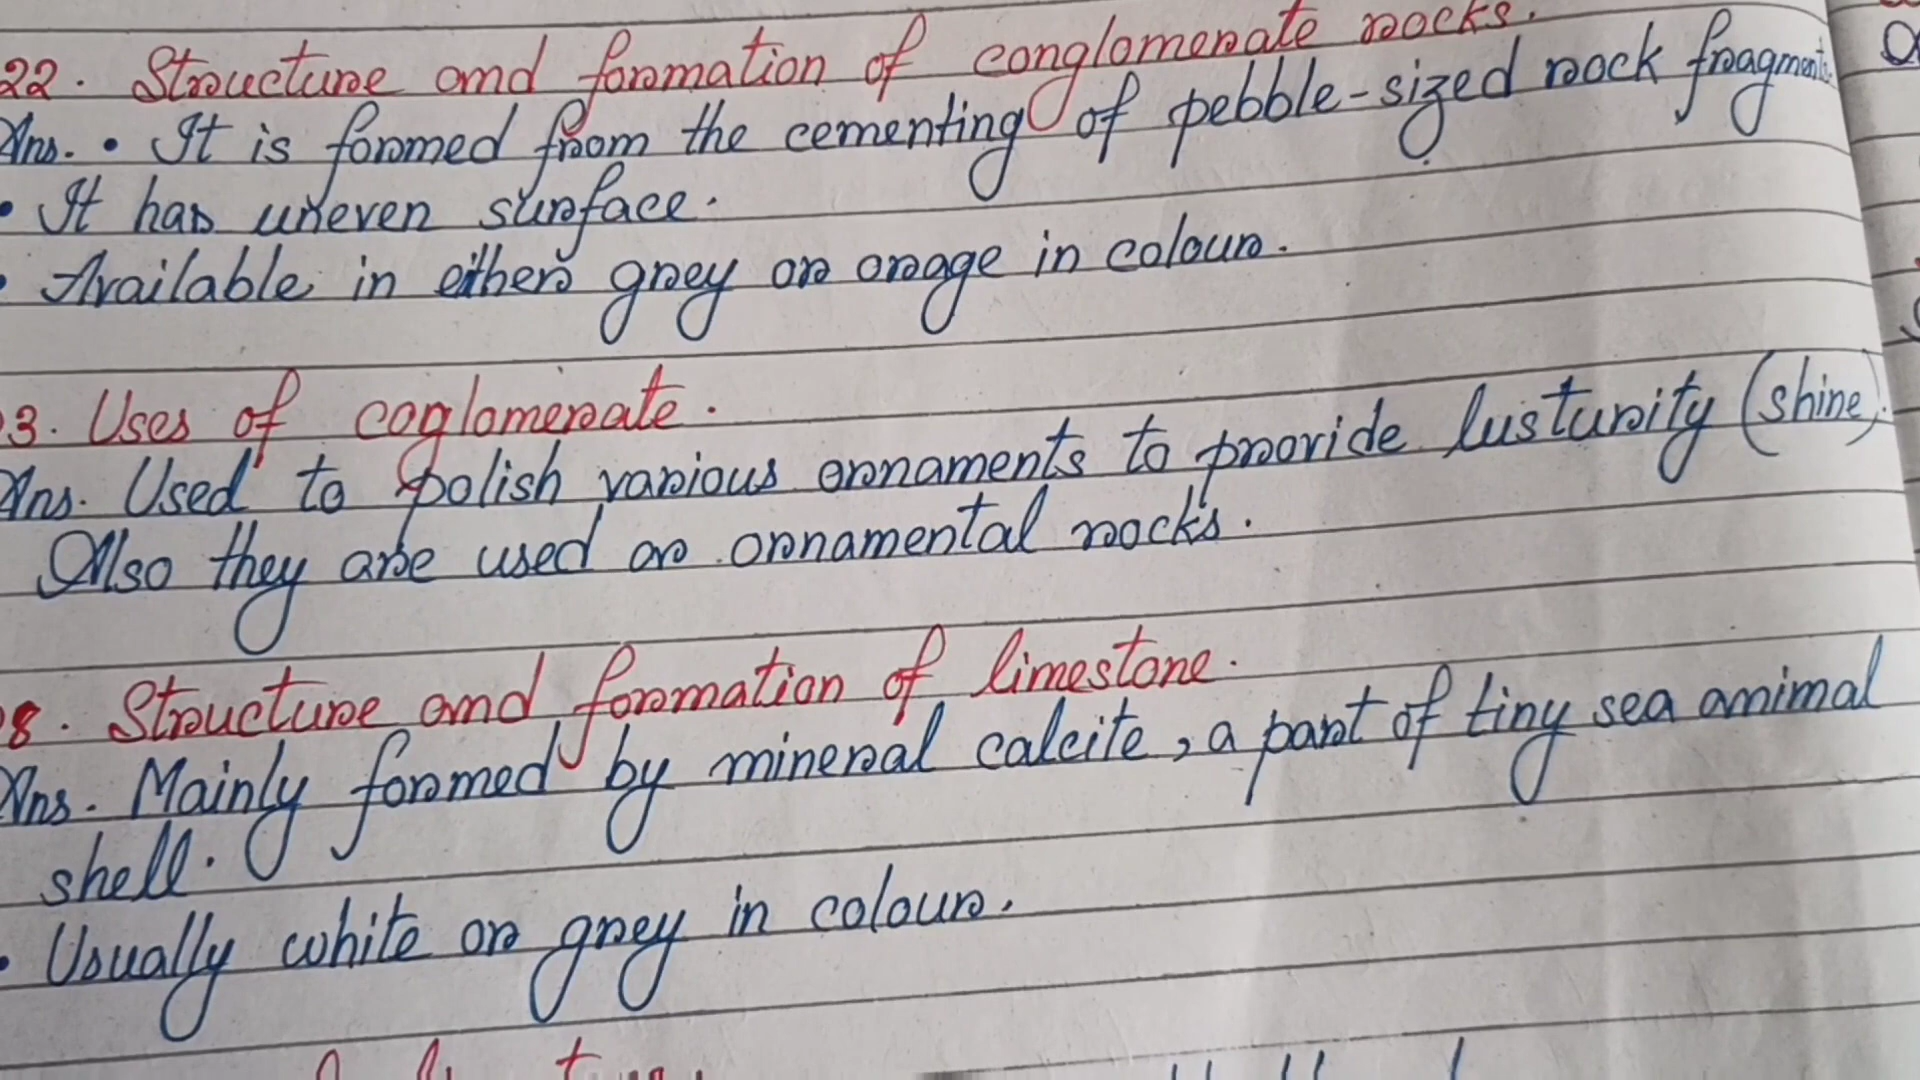 22. Structure and formation of conglomerate rocks.
Ans. • It is formed from the cementing of pebble-sized rock fragments.
• It has uneven surface.
• Available in either grey or orage in colour.
3. Uses of coglomerate.
Ans. Used to polish various ornaments to provide lusturity (shine).
Also they are used as ornamental rocks.
8. Structure and formation of limestone.
Ans. Mainly formed by mineral calcite, a part of tiny sea animal
shell.
• Usually white or grey in colour.